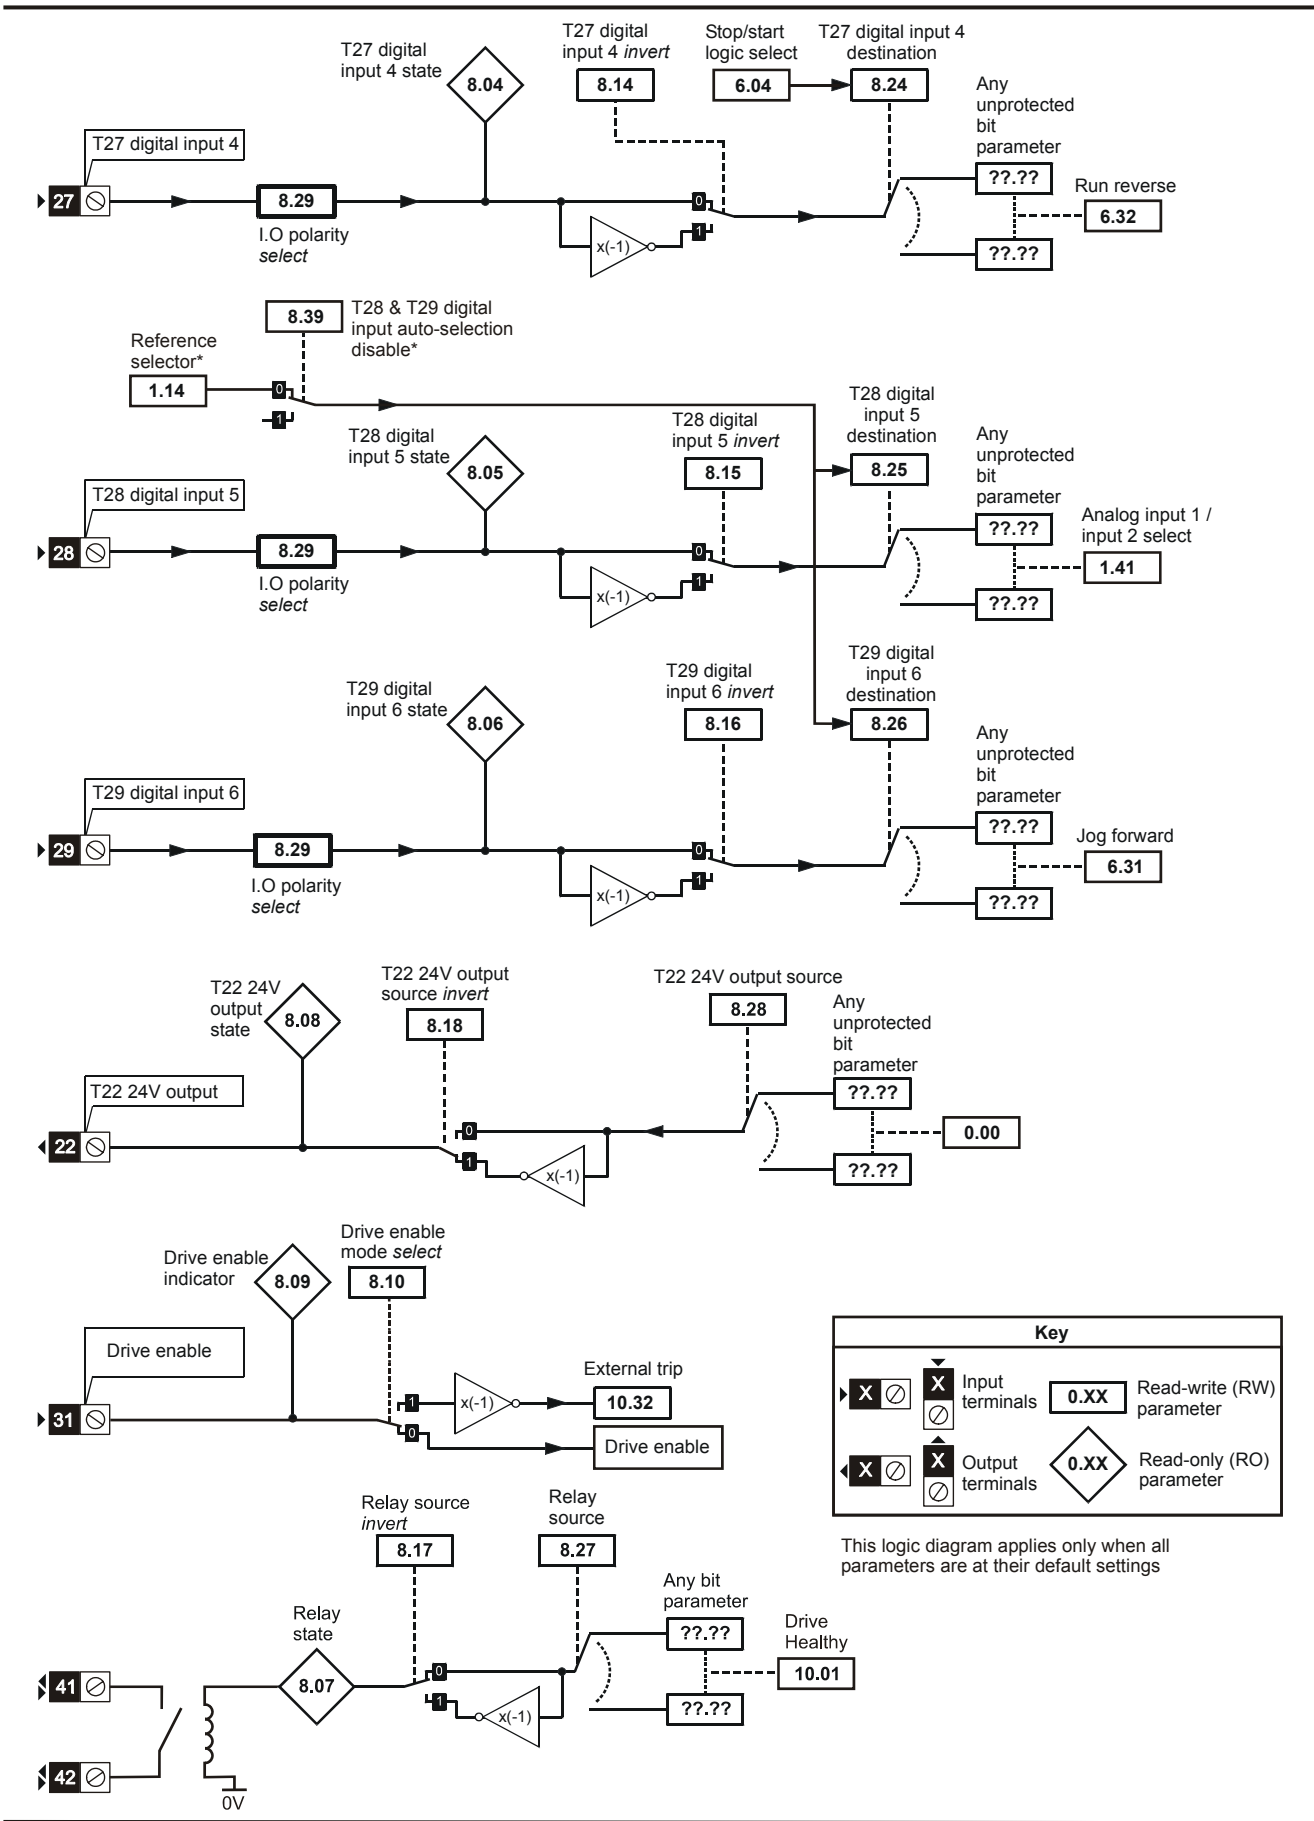 T27 digital
input 4 state
8.04
T27 digital
input 4 invert
8.14
Stop/start
logic select
6.04
T27 digital input 4
destination
8.24
Any
unprotected
bit
parameter
??.??
??.??
Run reverse
6.32
T27 digital input 4
27
8.29
I.O polarity
select
0
1
x(-1)
8.39
T28 & T29 digital
input auto-selection
disable*
Reference
selector*
1.14
0
1
T28 digital
input 5 state
8.05
T28 digital
input 5 invert
8.15
T28 digital
input 5
destination
8.25
Any
unprotected
bit
parameter
??.??
??.??
Analog input 1 /
input 2 select
1.41
T28 digital input 5
28
8.29
I.O polarity
select
0
1
x(-1)
T29 digital
input 6 state
8.06
T29 digital
input 6 invert
8.16
T29 digital
input 6
destination
8.26
Any
unprotected
bit
parameter
??.??
??.??
Jog forward
6.31
T29 digital input 6
29
8.29
I.O polarity
select
0
1
x(-1)
T22 24V
output
state
8.08
T22 24V output
source invert
8.18
T22 24V output source
8.28
Any
unprotected
bit
parameter
??.??
??.??
0.00
T22 24V output
22
0
1
x(-1)
Drive enable
indicator
8.09
Drive enable
mode select
8.10
Drive enable
31
1
0
x(-1)
External trip
10.32
Drive enable
Key
X
X
Input
terminals
0.XX
Read-write (RW)
parameter
X
X
Output
terminals
0.XX
Read-only (RO)
parameter
This logic diagram applies only when all
parameters are at their default settings
Relay source
invert
8.17
Relay
source
8.27
Any bit
parameter
??.??
??.??
Drive
Healthy
10.01
Relay
state
8.07
0
1
x(-1)
41
42
0V